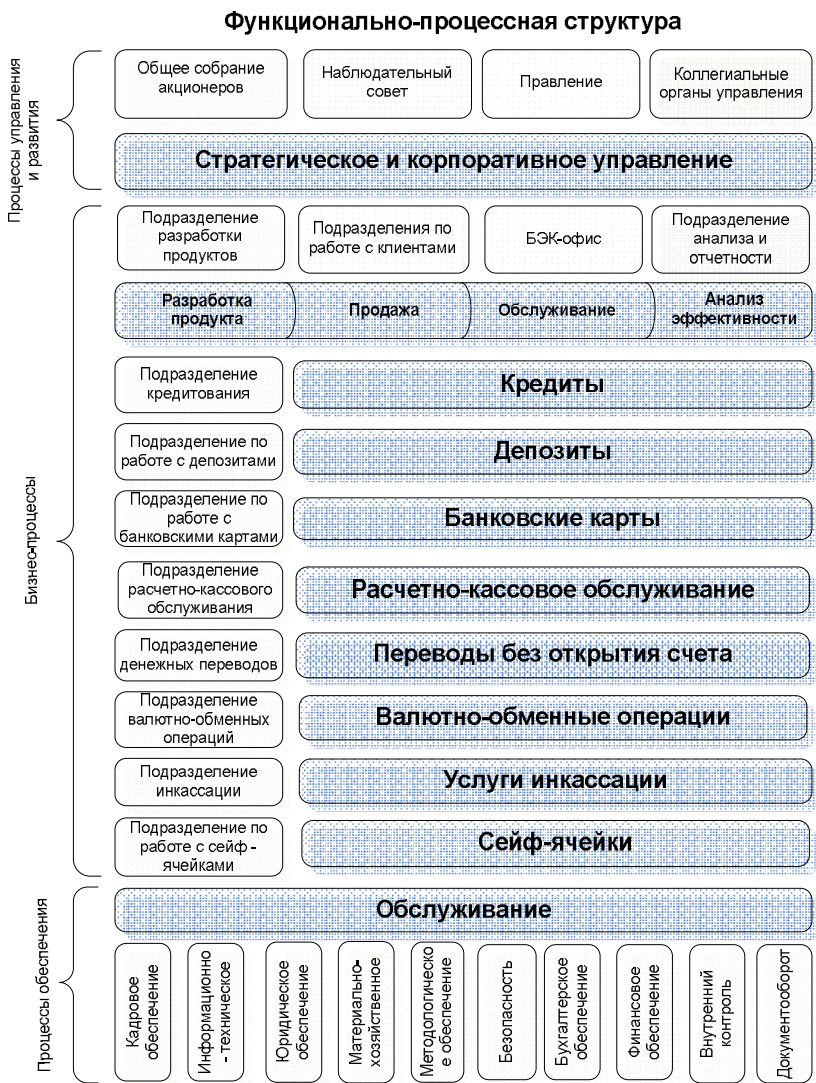 Функционально-процессная структура
Процессы управления
и развития
Общее собрание
акционеров
Наблюдательный
совет
Правление
Коллегиальные
органы управления
Стратегическое и корпоративное управление
Бизнес-процессы
Подразделение
разработки
продуктов
Подразделения по
работе с клиентами
БЭК-офис
Подразделение
анализа и
отчетности
Разработка
продукта
Продажа
Обслуживание
Анализ
эффективности
Подразделение
кредитования
Кредиты
Подразделение по
работе с депозитами
Депозиты
Подразделение по
работе с
банковскими картами
Банковские карты
Подразделение
расчетно-кассового
обслуживания
Расчетно-кассовое обслуживание
Подразделение
денежных переводов
Переводы без открытия счета
Подразделение
валютно-обменных
операций
Валютно-обменные операции
Подразделение
инкассации
Услуги инкассации
Подразделение по
работе с сейф -
ячейками
Сейф-ячейки
Процессы обеспечения
Обслуживание
Кадровое
обеспечение
Информационно
- техническое
Юридическое
обеспечение
Материально-
хозяйственное
Методологическо
е обеспечение
Безопасность
Бухгалтерское
обеспечение
Финансовое
обеспечение
Внутренний
контроль
Документооборот